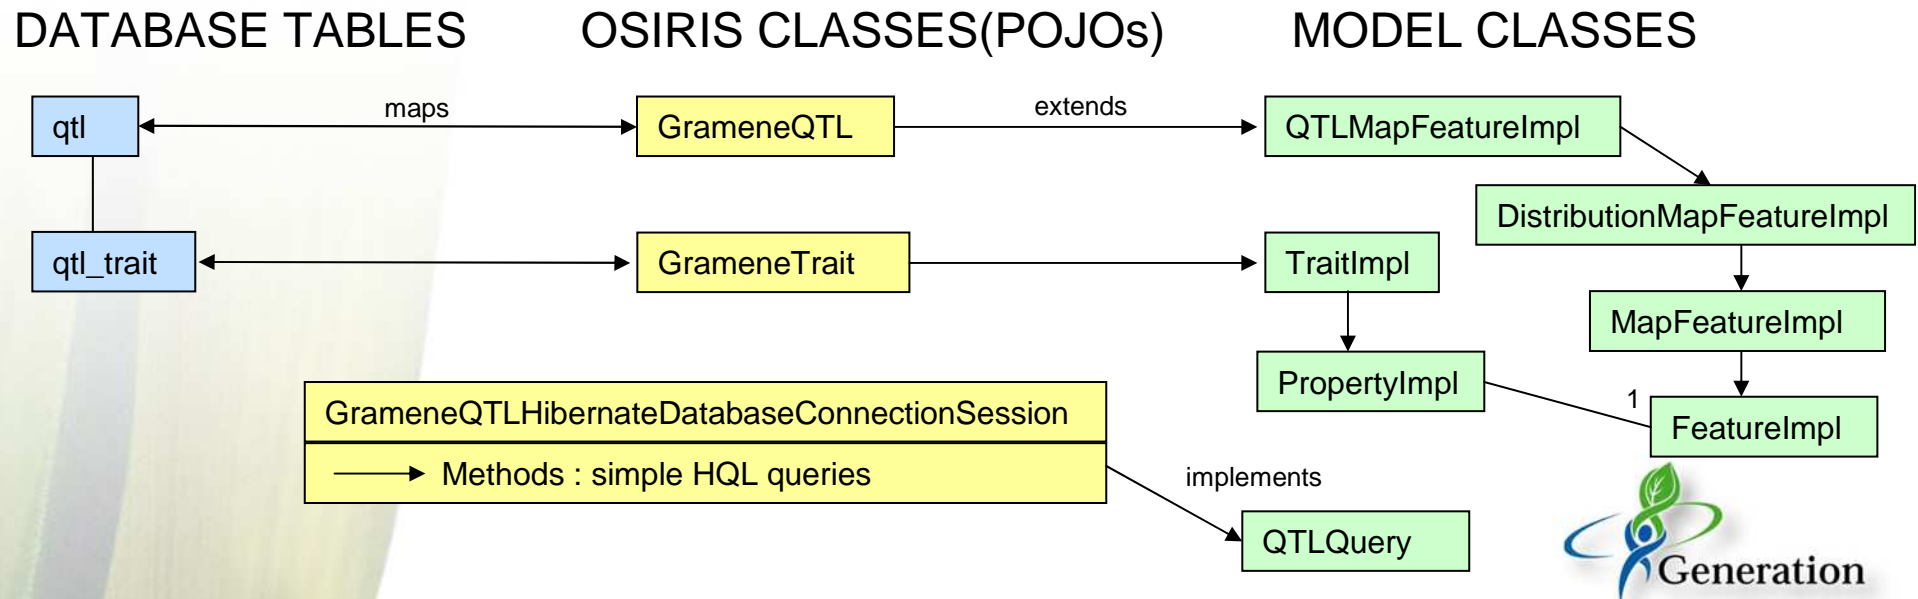 DATABASE TABLES OSIRIS CLASSES(POJOs) MODEL CLASSES
qtl maps GrameneQTL extends QTLMapFeatureImpl
DistributionMapFeatureImpl
qtl_trait GrameneTrait TraitImpl
MapFeatureImpl
PropertyImpl
1
GrameneQTLHibernateDatabaseConnectionSession
FeatureImpl
Methods : simple HQL queries
implements
QTLQuery
Generation